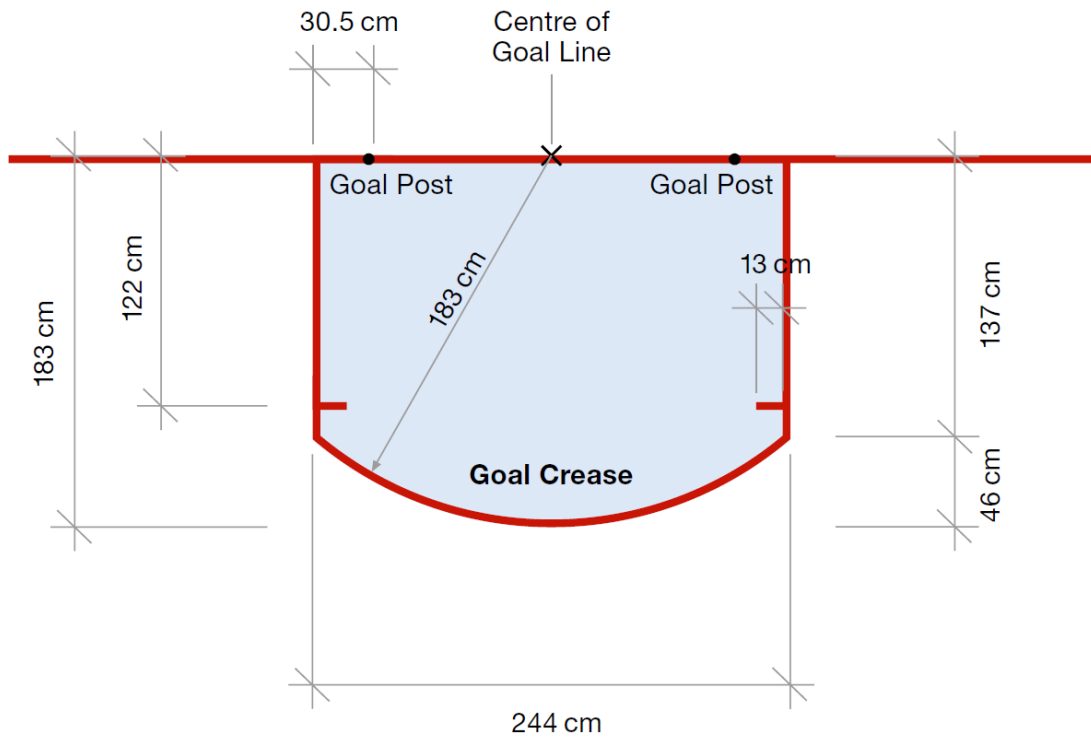 30.5 cm
Centre of
Goal Line
Goal Post
Goal Post
13 cm
183 cm
122 cm
183 cm
137 cm
46 cm
Goal Crease
244 cm